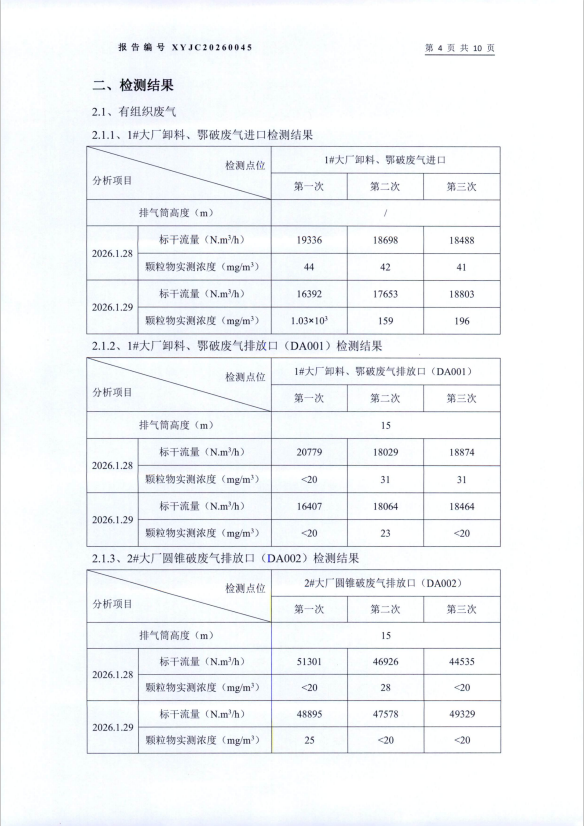 报告编号 XYJC20260045 第 4 页 共 10 页
二、检测结果
2.1、有组织废气
2.1.1、1#大厂卸料、鄂破废气进口检测结果
检测点位 1#大厂卸料、鄂破废气进口
分析项目 第一次 第二次 第三次
排气筒高度（m） /
2026.1.28 标干流量（N.m³/h） 19336 18698 18488
颗粒物实测浓度（mg/m³） 44 42 41
2026.1.29 标干流量（N.m³/h） 16392 17653 18803
颗粒物实测浓度（mg/m³） 1.03×10³ 159 196
2.1.2、1#大厂卸料、鄂破废气排放口（DA001）检测结果
检测点位 1#大厂卸料、鄂破废气排放口（DA001）
分析项目 第一次 第二次 第三次
排气筒高度（m） 15
2026.1.28 标干流量（N.m³/h） 20779 18029 18874
颗粒物实测浓度（mg/m³） <20 31 31
2026.1.29 标干流量（N.m³/h） 16407 18064 18464
颗粒物实测浓度（mg/m³） <20 23 <20
2.1.3、2#大厂圆锥破废气排放口（DA002）检测结果
检测点位 2#大厂圆锥破废气排放口（DA002）
分析项目 第一次 第二次 第三次
排气筒高度（m） 15
2026.1.28 标干流量（N.m³/h） 51301 46926 44535
颗粒物实测浓度（mg/m³） <20 28 <20
2026.1.29 标干流量（N.m³/h） 48895 47578 49329
颗粒物实测浓度（mg/m³） 25 <20 <20